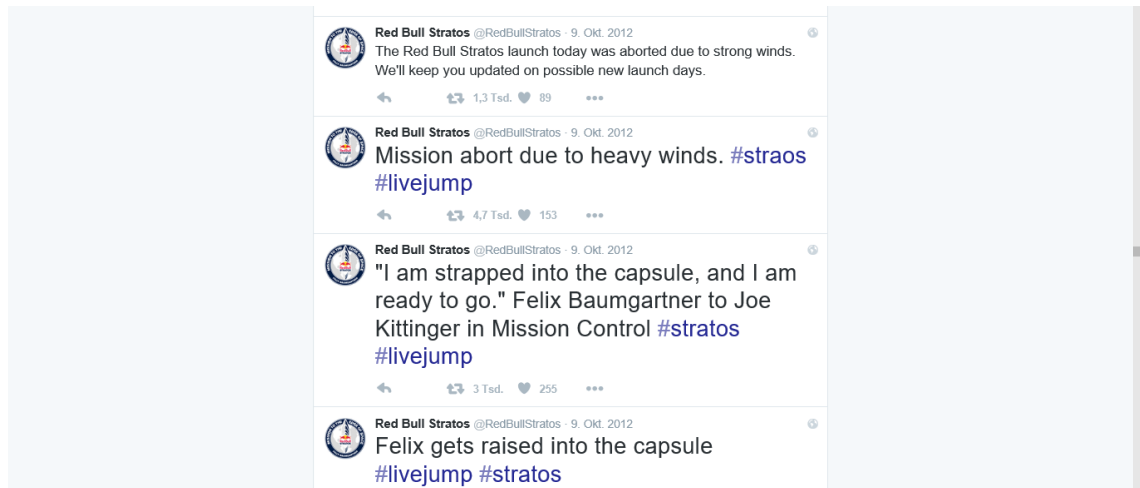 Red Bull Stratos @RedBullStratos · 9. Okt. 2012
The Red Bull Stratos launch today was aborted due to strong winds.
We'll keep you updated on possible new launch days.
1,3 Tsd. 89
Red Bull Stratos @RedBullStratos · 9. Okt. 2012
Mission abort due to heavy winds. #straos
#livejump
4,7 Tsd. 153
Red Bull Stratos @RedBullStratos · 9. Okt. 2012
"I am strapped into the capsule, and I am
ready to go." Felix Baumgartner to Joe
Kittinger in Mission Control #stratos
#livejump
3 Tsd. 255
Red Bull Stratos @RedBullStratos · 9. Okt. 2012
Felix gets raised into the capsule
#livejump #stratos